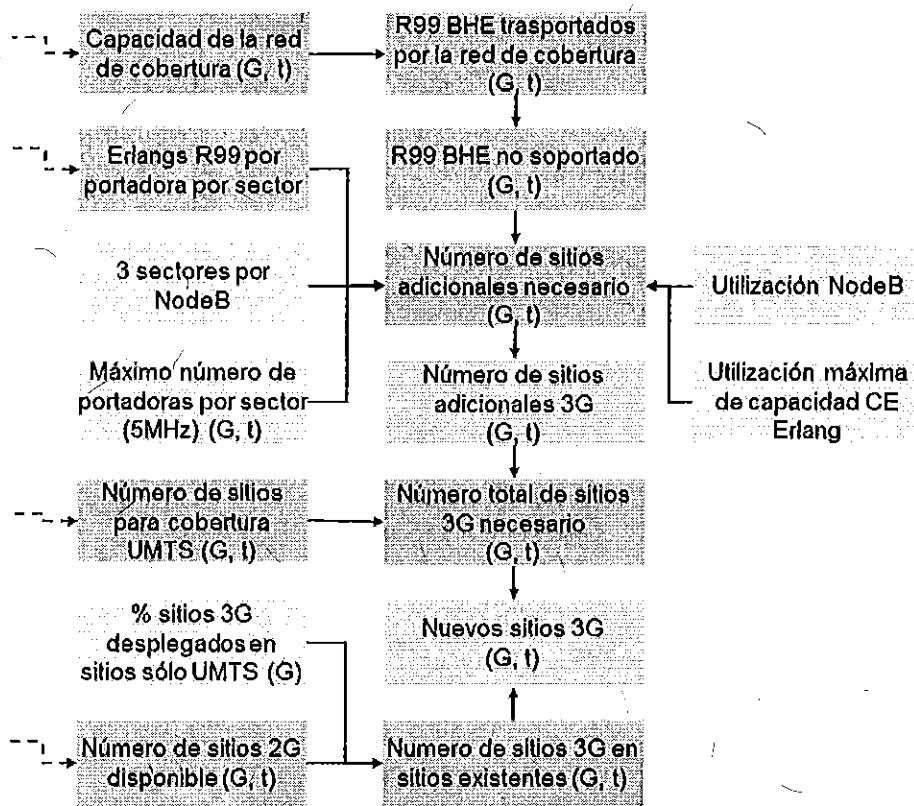 Capacidad de la red
de cobertura (G, t)
R99 BHE trasportados
por la red de cobertura
(G, t)
Erlangs R99 por
portadora por sector
R99 BHE no soportado
(G, t)
3 sectores por
NodeB
Número de sitios
adicionales necesario
(G, t)
Utilización NodeB
Máximo número de
portadoras por sector
(5MHz) (G, t)
Número de sitios
adicionales 3G
(G, t)
Utilización máxima
de capacidad CE
Erlang
Número de sitios
para cobertura
UMTS (G, t)
Número total de sitios
3G necesario
(G, t)
% sitios 3G
desplegados en
sitios sólo UMTS (G)
Nuevos sitios 3G
(G, t)
Número de sitios 2G
disponible (G, t)
Numero de sitios 3G en
sitios existentes (G, t)